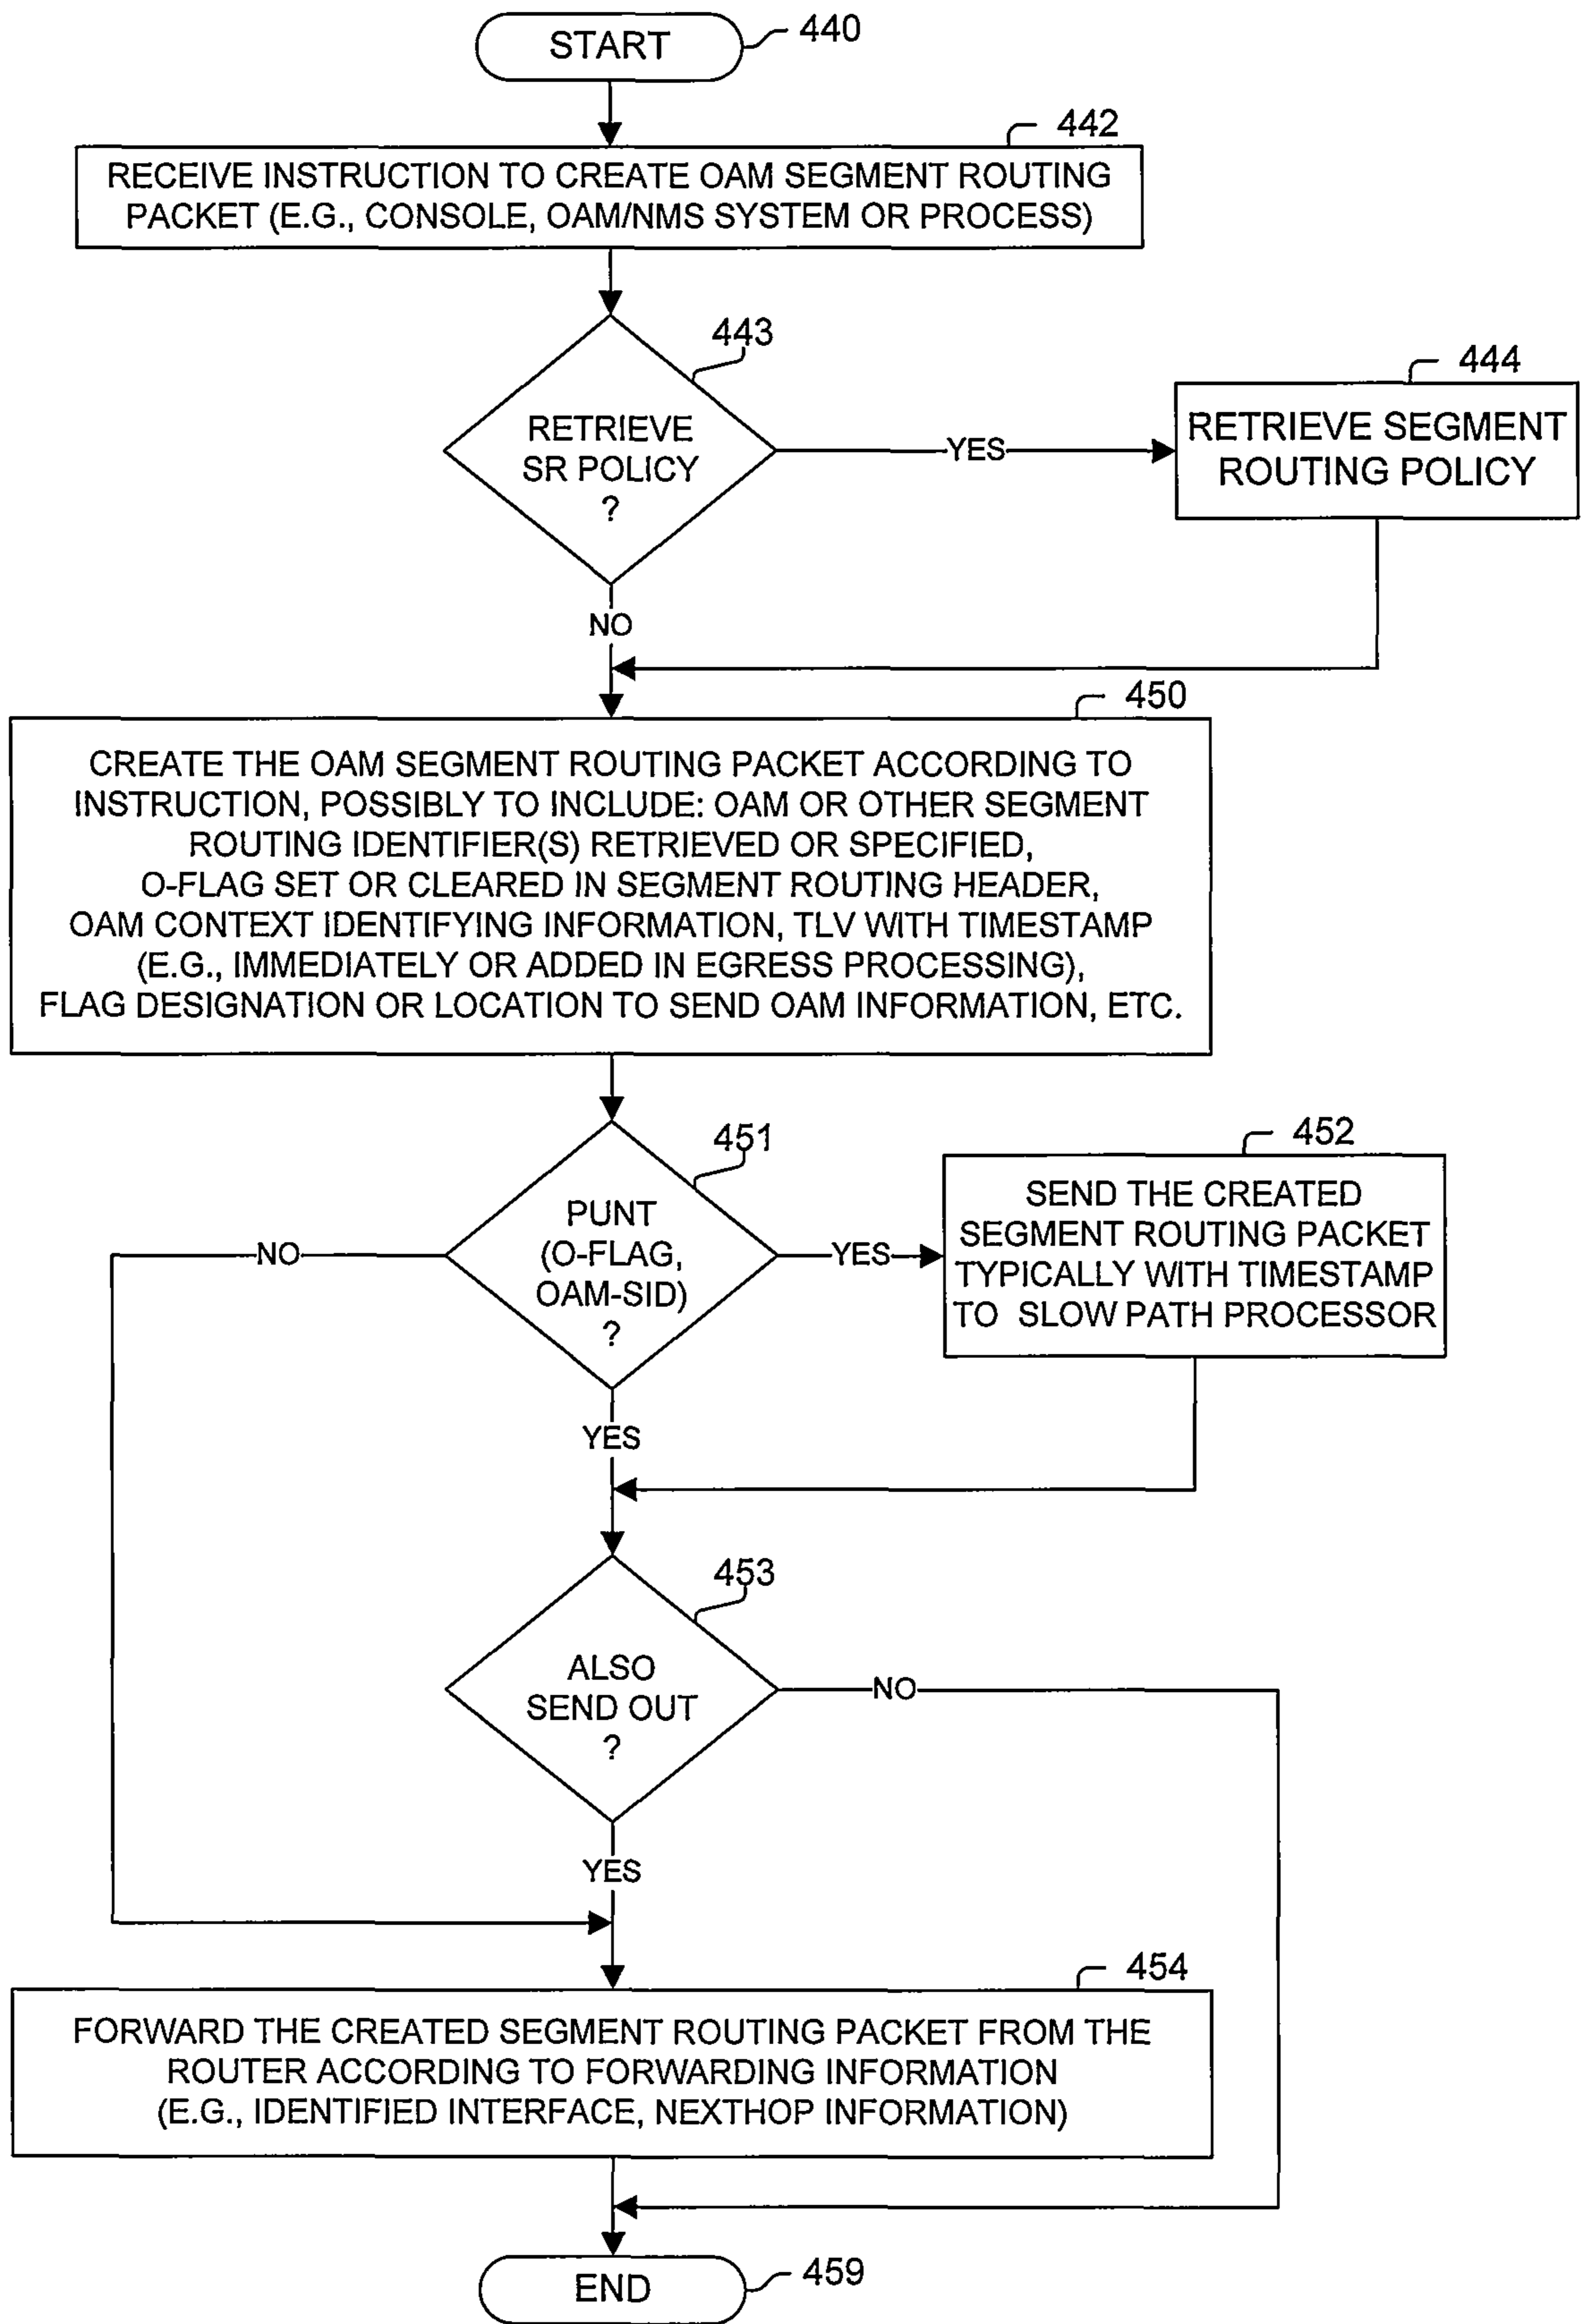 START
440
442
RECEIVE INSTRUCTION TO CREATE OAM SEGMENT ROUTING
PACKET (E.G., CONSOLE, OAM/NMS SYSTEM OR PROCESS)
443
RETRIEVE
SR POLICY
?
YES
444
RETRIEVE SEGMENT
ROUTING POLICY
NO
450
CREATE THE OAM SEGMENT ROUTING PACKET ACCORDING TO
INSTRUCTION, POSSIBLY TO INCLUDE: OAM OR OTHER SEGMENT
ROUTING IDENTIFIER(S) RETRIEVED OR SPECIFIED,
O-FLAG SET OR CLEARED IN SEGMENT ROUTING HEADER,
OAM CONTEXT IDENTIFYING INFORMATION, TLV WITH TIMESTAMP
(E.G., IMMEDIATELY OR ADDED IN EGRESS PROCESSING),
FLAG DESIGNATION OR LOCATION TO SEND OAM INFORMATION, ETC.
451
PUNT
(O-FLAG,
OAM-SID)
?
NO
YES
452
SEND THE CREATED
SEGMENT ROUTING PACKET
TYPICALLY WITH TIMESTAMP
TO SLOW PATH PROCESSOR
YES
453
ALSO
SEND OUT
?
NO
YES
454
FORWARD THE CREATED SEGMENT ROUTING PACKET FROM THE
ROUTER ACCORDING TO FORWARDING INFORMATION
(E.G., IDENTIFIED INTERFACE, NEXTHOP INFORMATION)
END
459